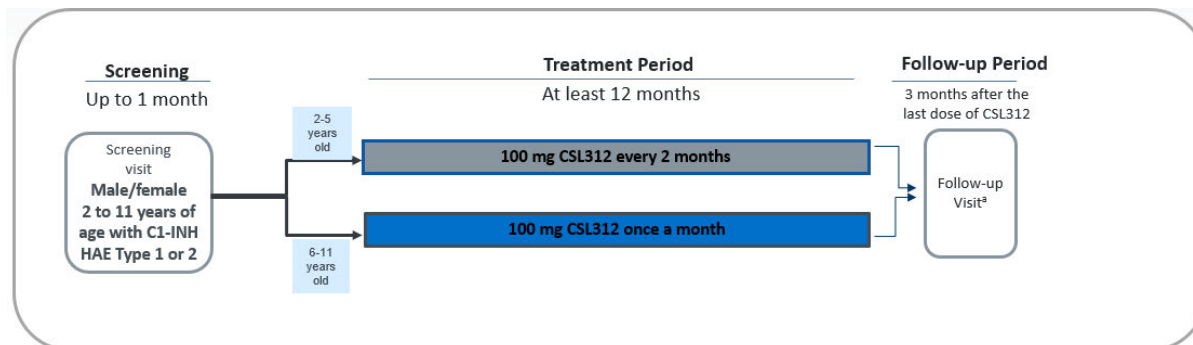 Screening
Up to 1 month
Screening
visit
Male/female
2 to 11 years of
age with C1-INH
HAE Type 1 or 2
2-5
years
old
6-11
years
old
Treatment Period
At least 12 months
100 mg CSL312 every 2 months
100 mg CSL312 once a month
Follow-up Period
3 months after the
last dose of CSL312
Follow-up
Visitᵃ